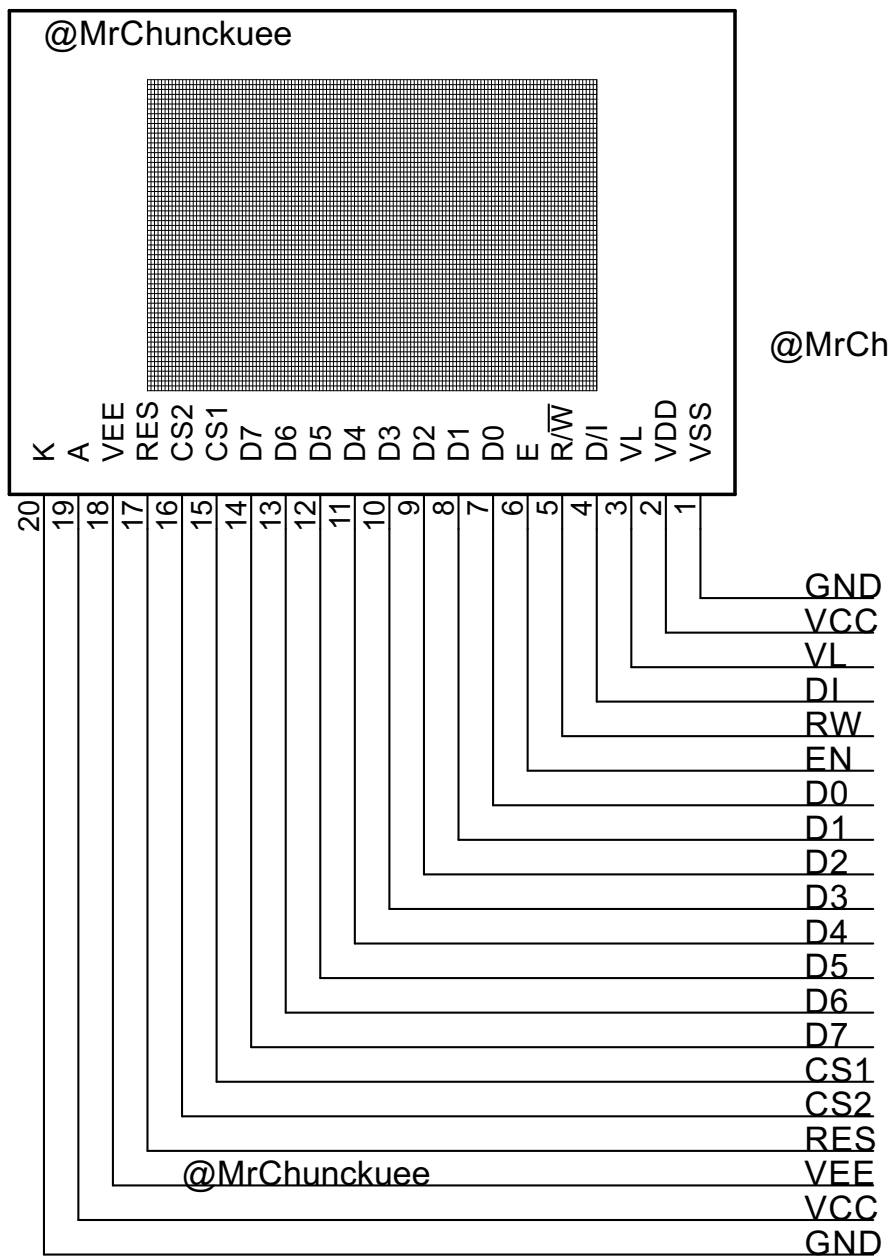 @MrChunckuee
@MrCh
K
A
VEE
RES
CS2
CS1
D7
D6
D5
D4
D3
D2
D1
D0
E
R/W̅
D/I
VL
VDD
VSS
20
19
18
17
16
15
14
13
12
11
10
9
8
7
6
5
4
3
2
1
GND
VCC
VL
DI
RW
EN
D0
D1
D2
D3
D4
D5
D6
D7
CS1
CS2
RES
@MrChunckuee
VEE
VCC
GND